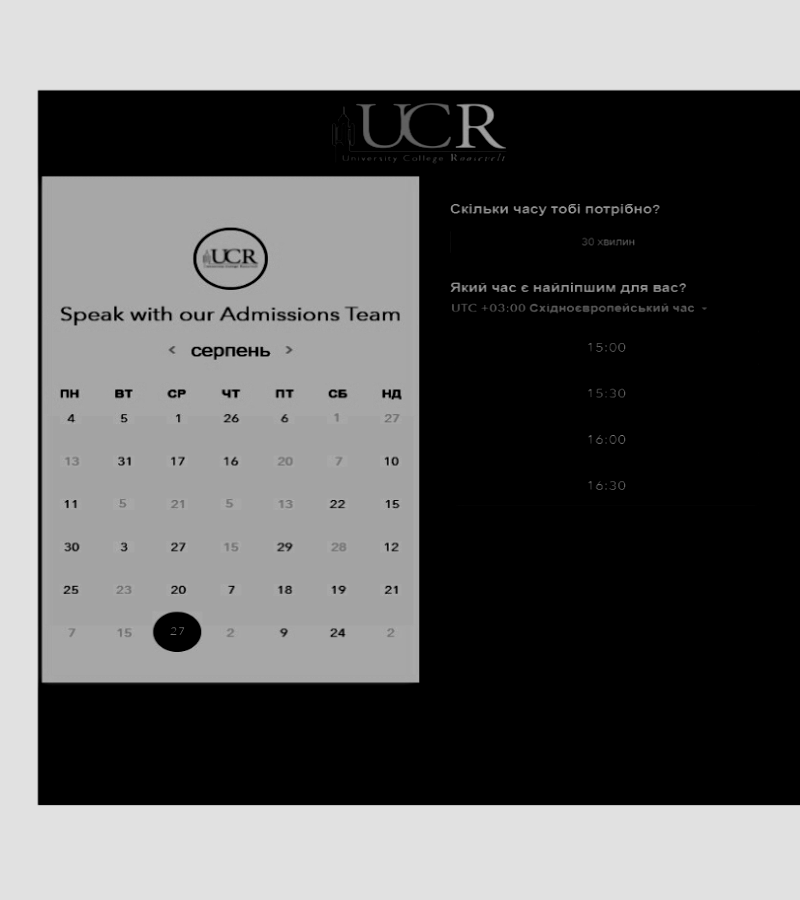 UCR
University College Roosevelt
UCR
Speak with our Admissions Team
< серпень >
ПН ВТ СР ЧТ ПТ СБ НД
4 5 1 26 6 1 27
13 31 17 16 20 7 10
11 5 21 5 13 22 15
30 3 27 15 29 28 12
25 23 20 7 18 19 21
7 15 27 2 9 24 2
Скільки часу тобі потрібно?
30 хвилин
Який час є найліпшим для вас?
UTC +03:00 Східноєвропейський час
15:00
15:30
16:00
16:30